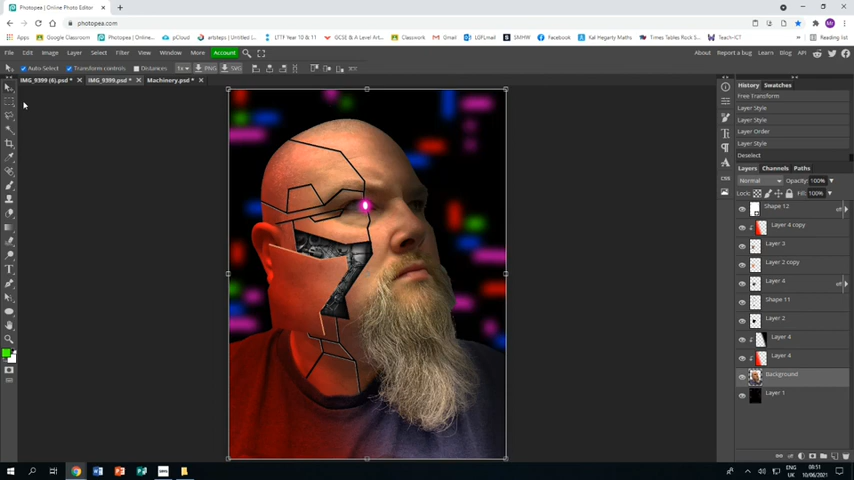 Photopea | Online Photo Editor
photopea.com
Apps Google Google Classroom Photopea | Online I pCloud artsteps | Untitled | LTTF Year 10 & 11 GCSE & A Level Art Classwork LGfLMail SMHW Kal Hegarty Maths Times Tables Rock S Teach-ICT
File Edit Image Layer Select Filter View Window More Account
About Report a bug Learn Blog API
Auto-Select Transform controls Distances 1x PNG SVG
IMG_9399 (6).psd * IMG_9399.psd * Machinery.psd *
History Swatches
Free Transform
Layer Style
Layer Style
Layer Order
Layer Style
Deselect
Layers Channels Paths
Normal Opacity: 100%
Lock: Fill: 100%
Shape 12
Layer 4 copy
Layer 3
Layer 2 copy
Layer 4
Shape 11
Layer 2
Layer 4
Layer 4
Background
Layer 1
CSS
SIMS
ENG
UK
08:51
10/06/2021